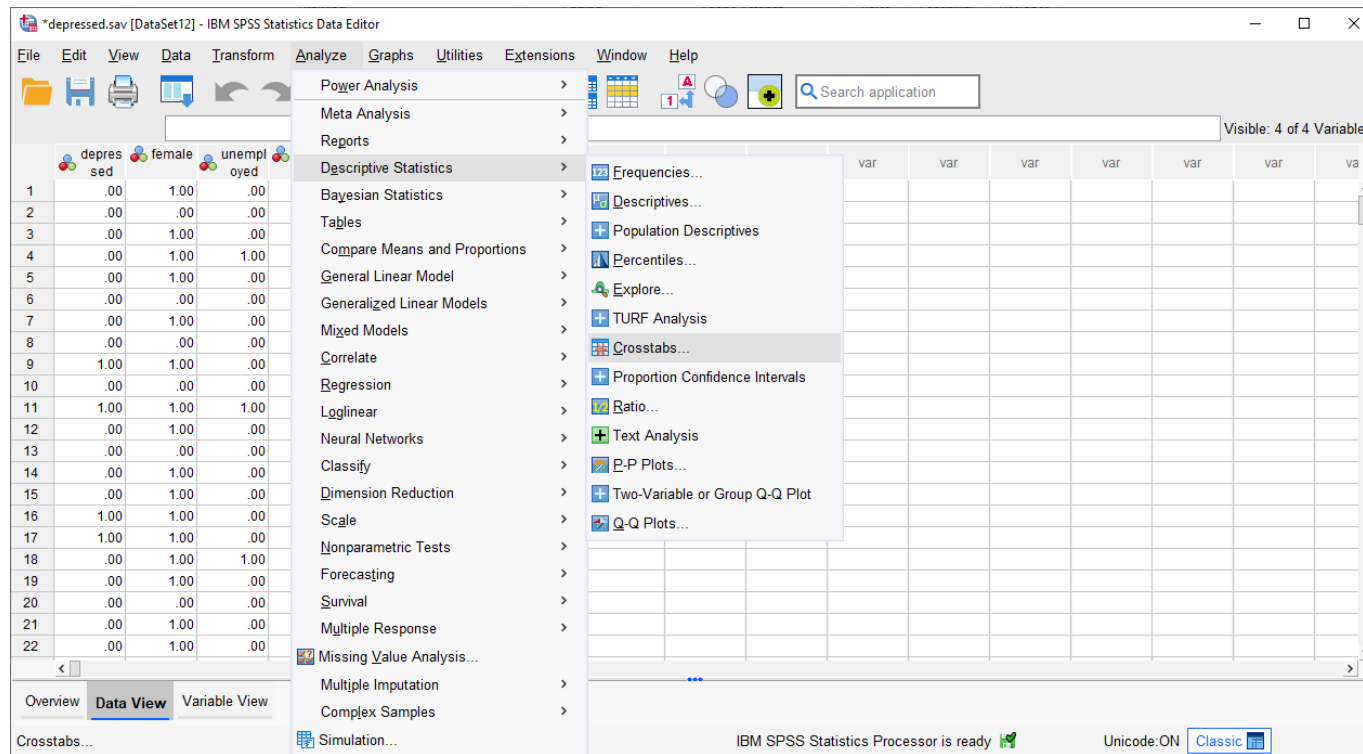 *depressed.sav [DataSet12] - IBM SPSS Statistics Data Editor
File Edit View Data Transform Analyze Graphs Utilities Extensions Window Help
Search application
Visible: 4 of 4 Variable
depressed female unemployed var var var var var var va
1 .00 1.00 .00
2 .00 .00 .00
3 .00 1.00 .00
4 .00 1.00 1.00
5 .00 1.00 .00
6 .00 .00 .00
7 .00 1.00 .00
8 .00 .00 .00
9 1.00 1.00 .00
10 .00 .00 .00
11 1.00 1.00 1.00
12 .00 1.00 .00
13 .00 .00 .00
14 .00 1.00 .00
15 .00 1.00 .00
16 1.00 1.00 .00
17 1.00 1.00 .00
18 .00 1.00 1.00
19 .00 1.00 .00
20 .00 .00 .00
21 .00 1.00 .00
22 .00 1.00 .00
Power Analysis
Meta Analysis
Reports
Descriptive Statistics
Bayesian Statistics
Tables
Compare Means and Proportions
General Linear Model
Generalized Linear Models
Mixed Models
Correlate
Regression
Loglinear
Neural Networks
Classify
Dimension Reduction
Scale
Nonparametric Tests
Forecasting
Survival
Multiple Response
Missing Value Analysis...
Multiple Imputation
Complex Samples
Simulation...
Frequencies...
Descriptives...
Population Descriptives
Percentiles...
Explore...
TURF Analysis
Crosstabs...
Proportion Confidence Intervals
Ratio...
Text Analysis
P-P Plots...
Two-Variable or Group Q-Q Plot
Q-Q Plots...
Overview Data View Variable View
Crosstabs... IBM SPSS Statistics Processor is ready Unicode:ON Classic